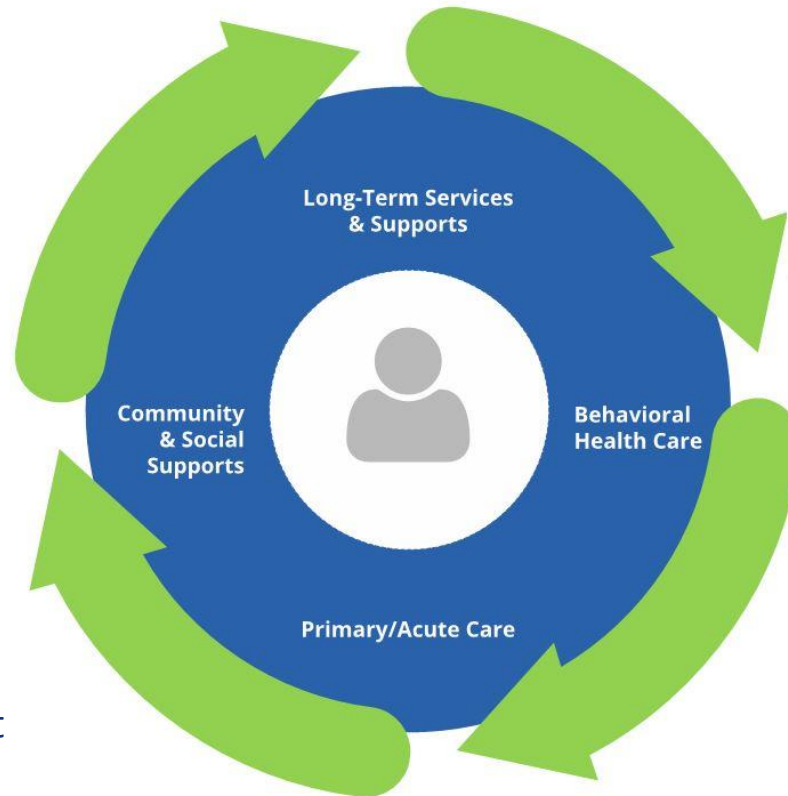 Long-Term Services
& Supports
Community
& Social
Supports
Behavioral
Health Care
Primary/Acute Care
t